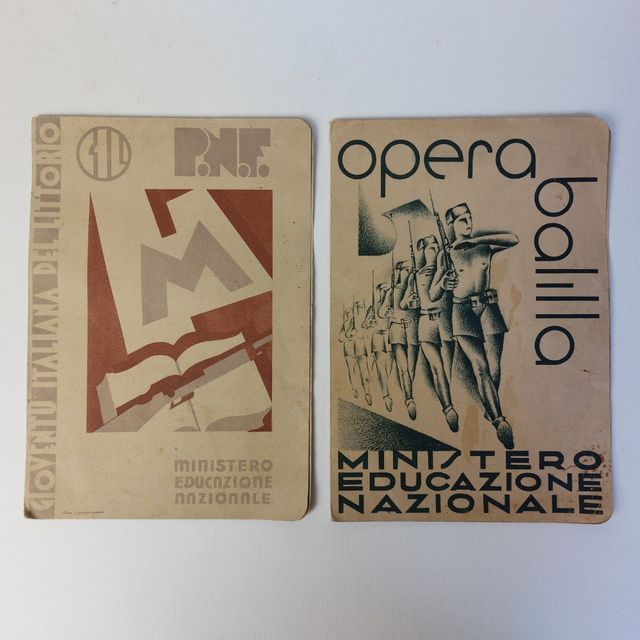 GIOVENTU ITALIANA DEL LITTORIO
GIL
P.N.F.
M
MINISTERO
EDUCAZIONE
NAZIONALE
opera
balilla
MINISTERO
EDUCAZIONE
NAZIONALE